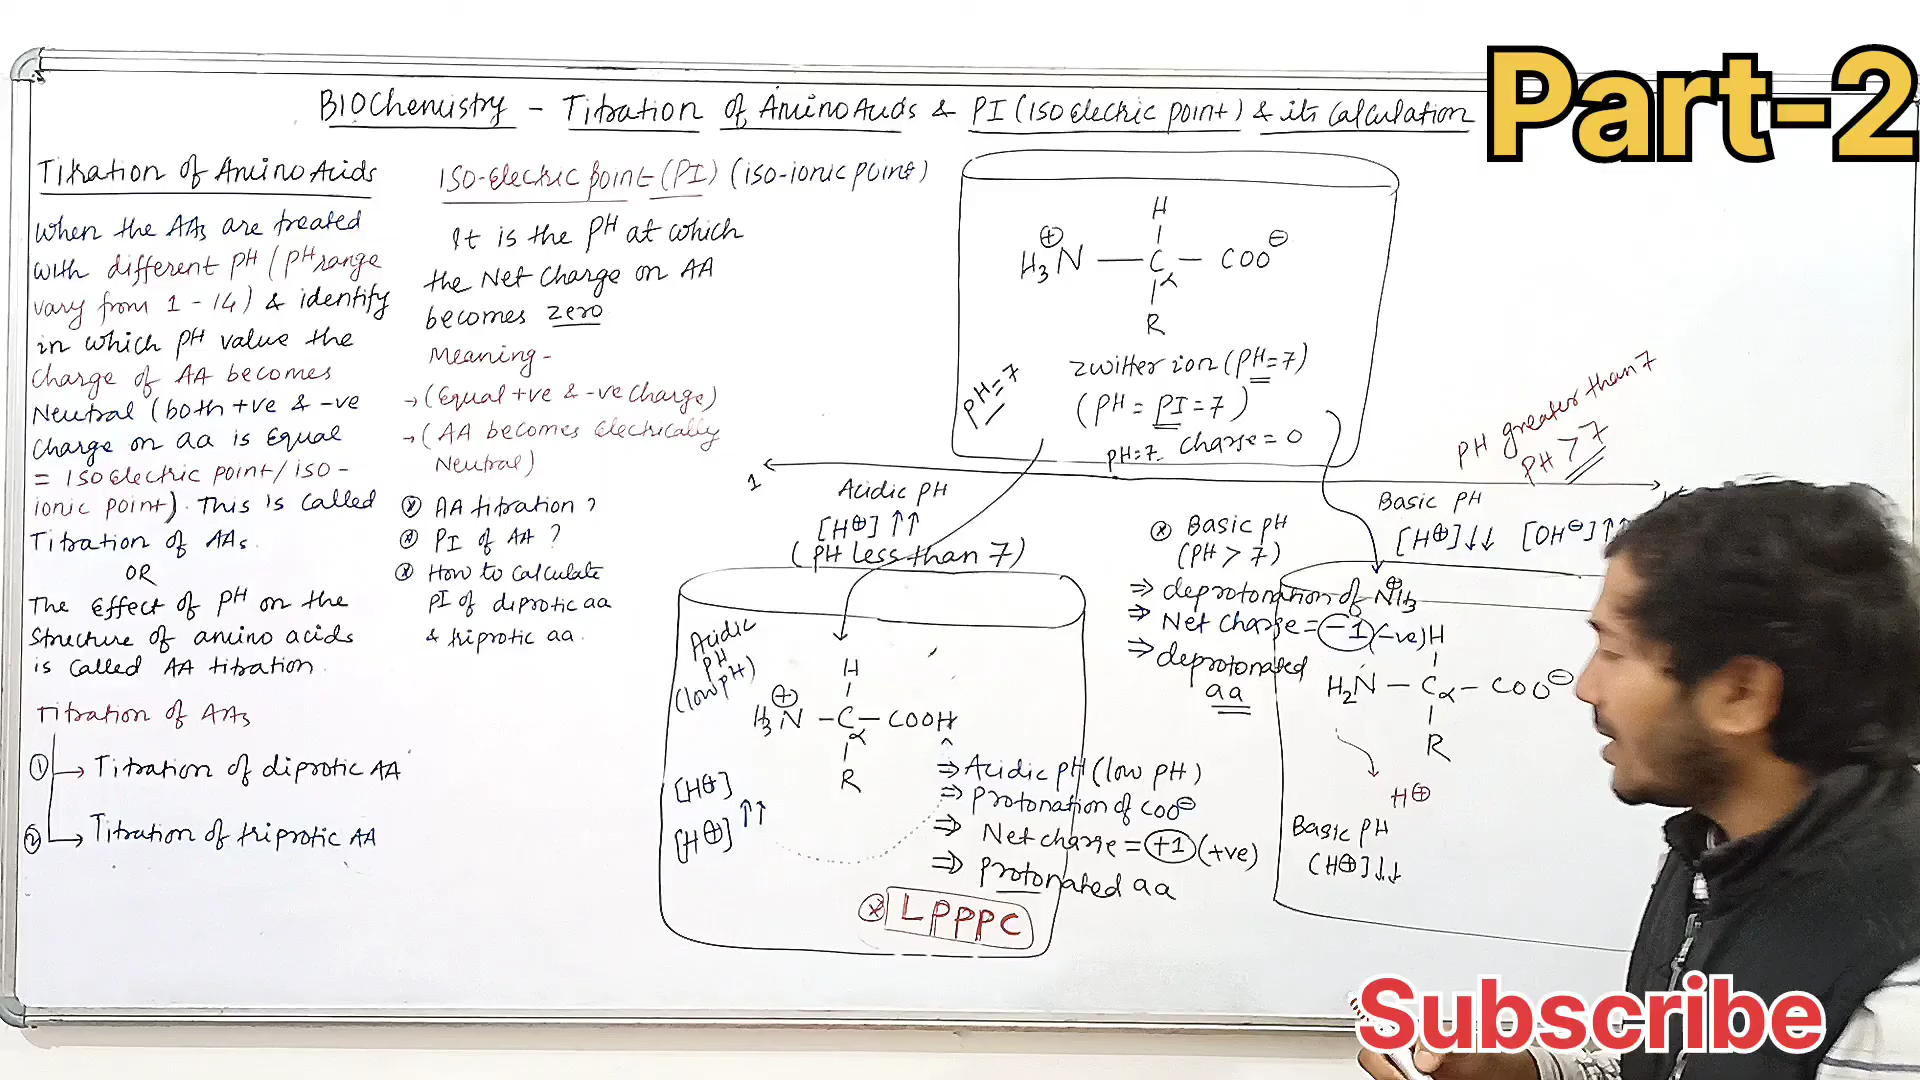 Part-2
BIOChemistry - Titration of Amino Acids & PI (ISO electric point) & its Calculation
Titration of Amino Acids
When the AAs are treated
with different PH (PH range
vary from 1 - 14) & identify
in which PH value the
Charge of AA becomes
Neutral (both +ve & -ve
Charge on aa is Equal
= ISO Electric point / iso-
ionic point). This is called
Titration of AAs.
OR
The Effect of PH on the
Structure of amino acids
is called AA titration.
Titration of AAs
① → Titration of diprotic AA
② → Titration of triprotic AA
ISO-Electric point (PI) (iso-ionic point)
It is the PH at which
the Net Charge on AA
becomes zero
Meaning -
→ (Equal +ve & -ve Charge)
→ (AA becomes Electrically
Neutral)
⊛ AA titration ?
⊛ PI of AA ?
⊛ How to Calculate
PI of diprotic aa
& triprotic aa.
H
H3N⊕ — Cα — COO⊖
R
Zwitter ion (PH=7)
(PH = PI = 7)
PH=7. Charge = 0
PH=7
PH greater than 7
PH > 7
1
Acidic PH
[H⊕] ↑↑
(PH less than 7)
Basic PH
[H⊕]↓↓ [OH⊖]↑↑
Acidic
PH
(low PH)
H
H3N⊕ – Cα – COOH
R
[H⊕]
[H⊕] ↑↑
⇒ Acidic PH (low PH)
⇒ Protonation of COO⊖
⇒ Net charge = +1 (+ve)
⇒ Protonated aa
⊛ LPPPC
⊛ Basic PH
(PH > 7)
⇒ deprotonation of N⊕H3
⇒ Net Charge = -1 (-ve)
⇒ deprotonated
aa
H
H2N – Cα – COO⊖
R
H⊕
Basic PH
[H⊕]↓↓
Subscribe